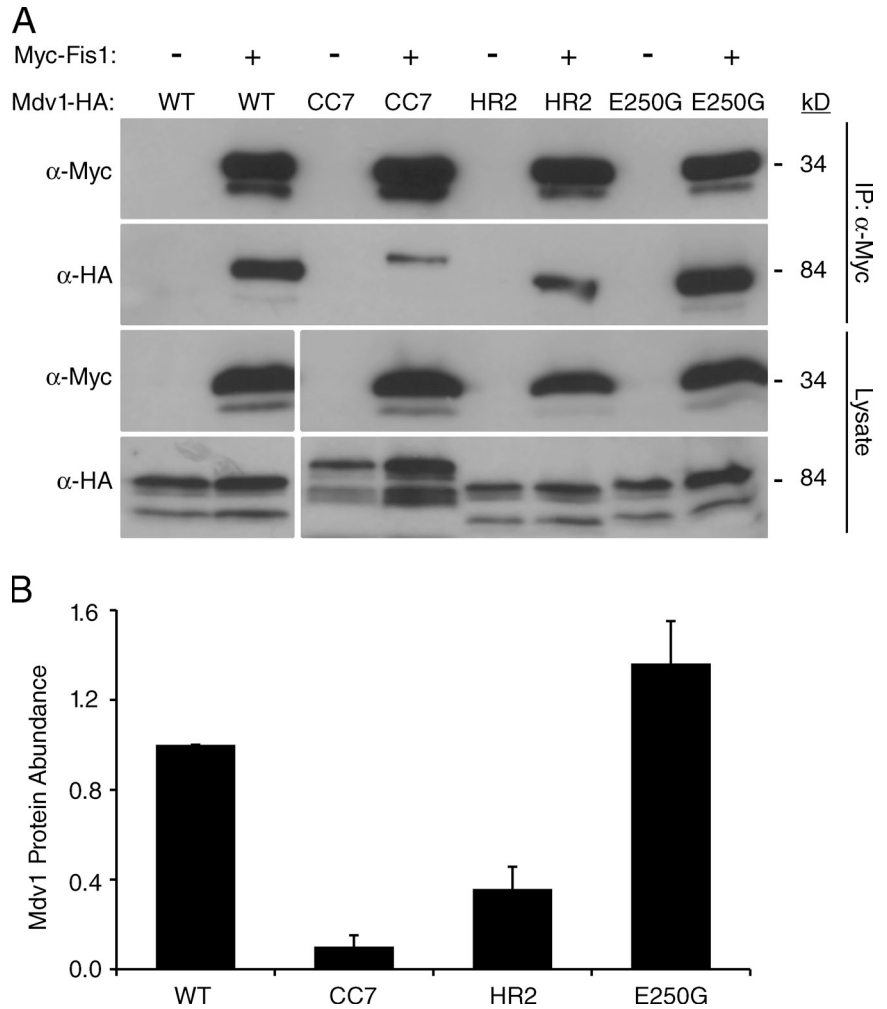 A
Myc-Fis1: - + - + - + - +
Mdv1-HA: WT WT CC7 CC7 HR2 HR2 E250G E250G kD
α-Myc - 34
α-HA - 84
IP: α-Myc
α-Myc - 34
α-HA - 84
Lysate
B
Mdv1 Protein Abundance
1.6
1.2
0.8
0.4
0.0
WT CC7 HR2 E250G